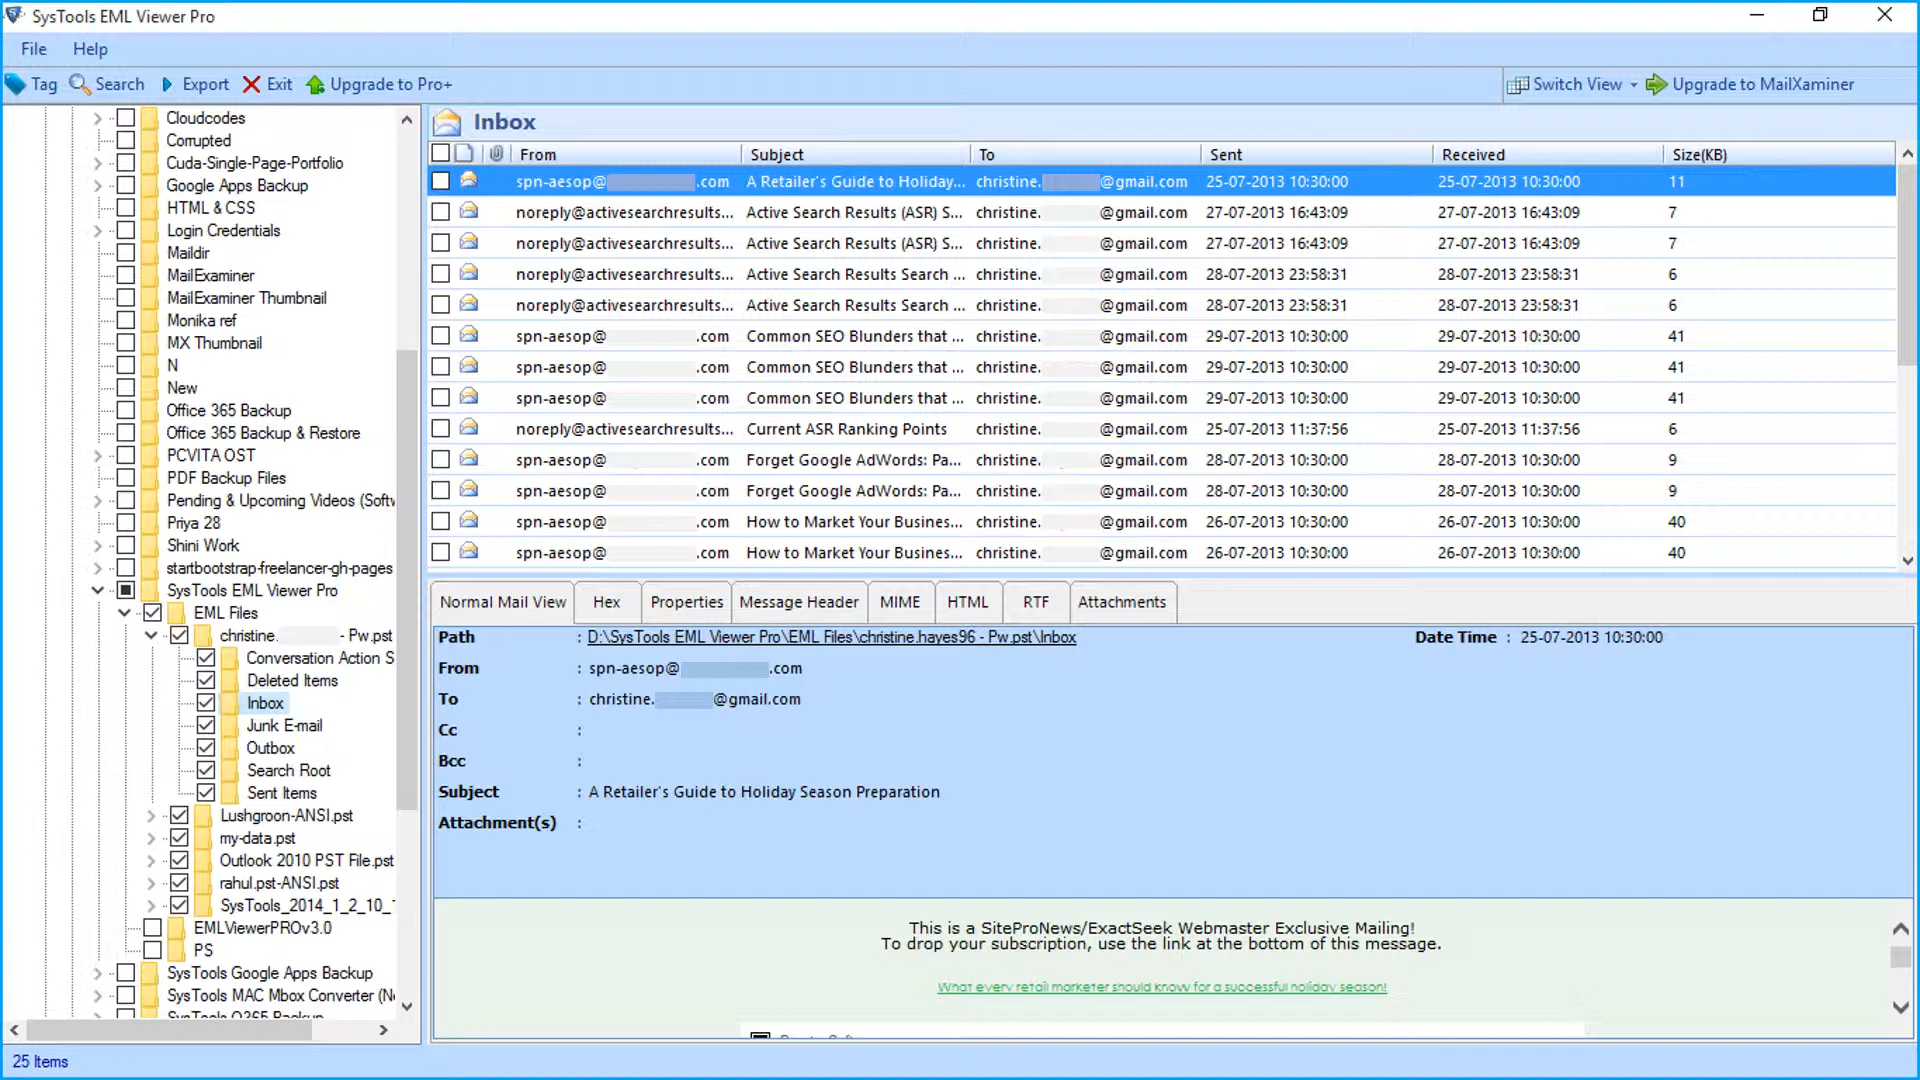 SysTools EML Viewer Pro
File Help
Tag Search Export Exit Upgrade to Pro+ Switch View Upgrade to MailXaminer
Cloudcodes
Corrupted
Cuda-Single-Page-Portfolio
Google Apps Backup
HTML & CSS
Login Credentials
Maildir
MailExaminer
MailExaminer Thumbnail
Monika ref
MX Thumbnail
N
New
Office 365 Backup
Office 365 Backup & Restore
PCVITA OST
PDF Backup Files
Pending & Upcoming Videos (Softw
Priya 28
Shini Work
startbootstrap-freelancer-gh-pages
SysTools EML Viewer Pro
EML Files
christine. - Pw.pst
Conversation Action S
Deleted Items
Inbox
Junk E-mail
Outbox
Search Root
Sent Items
Lushgroon-ANSI.pst
my-data.pst
Outlook 2010 PST File.pst
rahul.pst-ANSI.pst
SysTools_2014_1_2_10_
EMLViewerPROv3.0
PS
SysTools Google Apps Backup
SysTools MAC Mbox Converter (Ne
SysTools O365 Backup
Inbox
From Subject To Sent Received Size(KB)
spn-aesop@ .com A Retailer's Guide to Holiday... christine. @gmail.com 25-07-2013 10:30:00 25-07-2013 10:30:00 11
noreply@activesearchresults... Active Search Results (ASR) S... christine. @gmail.com 27-07-2013 16:43:09 27-07-2013 16:43:09 7
noreply@activesearchresults... Active Search Results (ASR) S... christine. @gmail.com 27-07-2013 16:43:09 27-07-2013 16:43:09 7
noreply@activesearchresults... Active Search Results Search ... christine. @gmail.com 28-07-2013 23:58:31 28-07-2013 23:58:31 6
noreply@activesearchresults... Active Search Results Search ... christine. @gmail.com 28-07-2013 23:58:31 28-07-2013 23:58:31 6
spn-aesop@ .com Common SEO Blunders that ... christine. @gmail.com 29-07-2013 10:30:00 29-07-2013 10:30:00 41
spn-aesop@ .com Common SEO Blunders that ... christine. @gmail.com 29-07-2013 10:30:00 29-07-2013 10:30:00 41
spn-aesop@ .com Common SEO Blunders that ... christine. @gmail.com 29-07-2013 10:30:00 29-07-2013 10:30:00 41
noreply@activesearchresults... Current ASR Ranking Points christine. @gmail.com 25-07-2013 11:37:56 25-07-2013 11:37:56 6
spn-aesop@ .com Forget Google AdWords: Pa... christine. @gmail.com 28-07-2013 10:30:00 28-07-2013 10:30:00 9
spn-aesop@ .com Forget Google AdWords: Pa... christine. @gmail.com 28-07-2013 10:30:00 28-07-2013 10:30:00 9
spn-aesop@ .com How to Market Your Busines... christine. @gmail.com 26-07-2013 10:30:00 26-07-2013 10:30:00 40
spn-aesop@ .com How to Market Your Busines... christine. @gmail.com 26-07-2013 10:30:00 26-07-2013 10:30:00 40
Normal Mail View Hex Properties Message Header MIME HTML RTF Attachments
Path : D:\SysTools EML Viewer Pro\EML Files\christine.hayes96 - Pw.pst\Inbox Date Time : 25-07-2013 10:30:00
From : spn-aesop@ .com
To : christine. @gmail.com
Cc :
Bcc :
Subject : A Retailer's Guide to Holiday Season Preparation
Attachment(s) :
This is a SiteProNews/ExactSeek Webmaster Exclusive Mailing!
To drop your subscription, use the link at the bottom of this message.
What every retail marketer should know for a successful holiday season!
25 Items